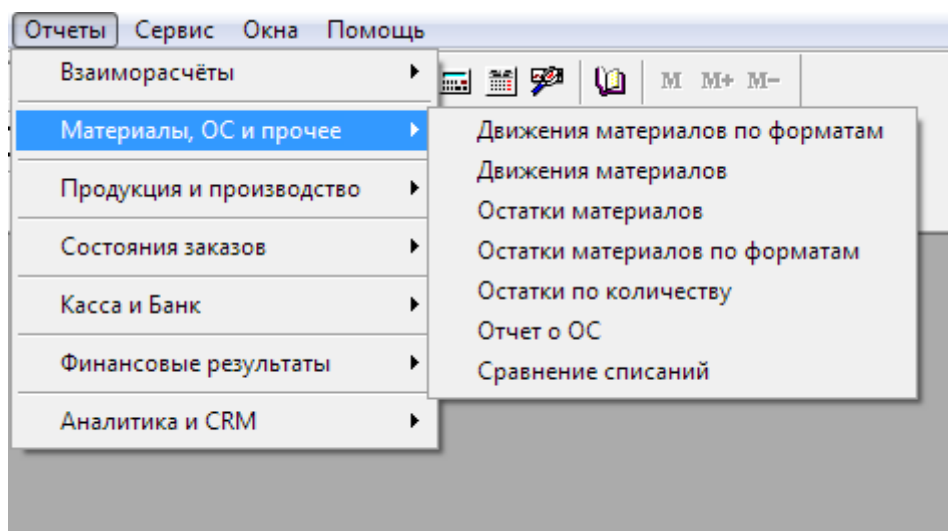 Отчеты Сервис Окна Помощь
Взаиморасчёты
M M+ M-
Материалы, ОС и прочее
Движения материалов по форматам
Движения материалов
Продукция и производство
Остатки материалов
Состояния заказов
Остатки материалов по форматам
Остатки по количеству
Касса и Банк
Отчет о ОС
Финансовые результаты
Сравнение списаний
Аналитика и CRM